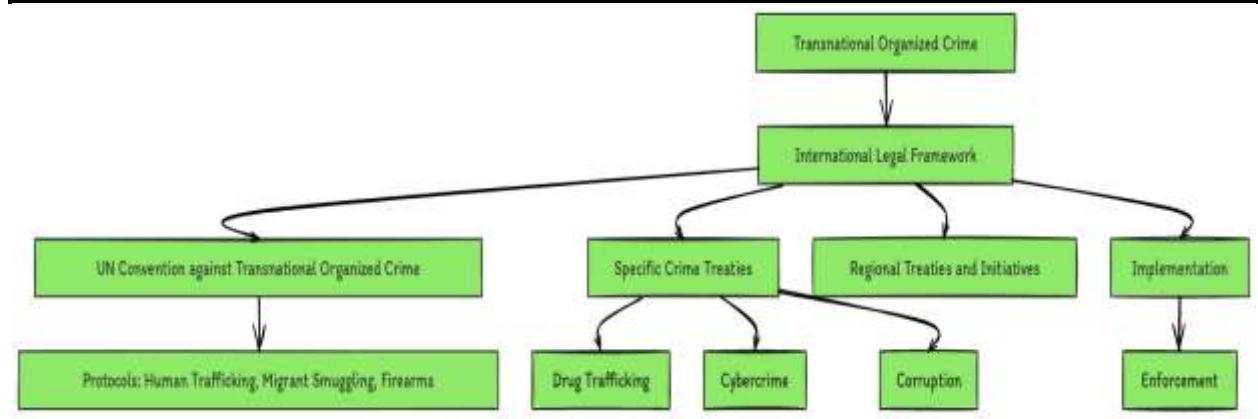 Transnational Organized Crime
International Legal Framework
UN Convention against Transnational Organized Crime
Specific Crime Treaties
Regional Treaties and Initiatives
Implementation
Protocols: Human Trafficking, Migrant Smuggling, Firearms
Drug Trafficking
Cybercrime
Corruption
Enforcement